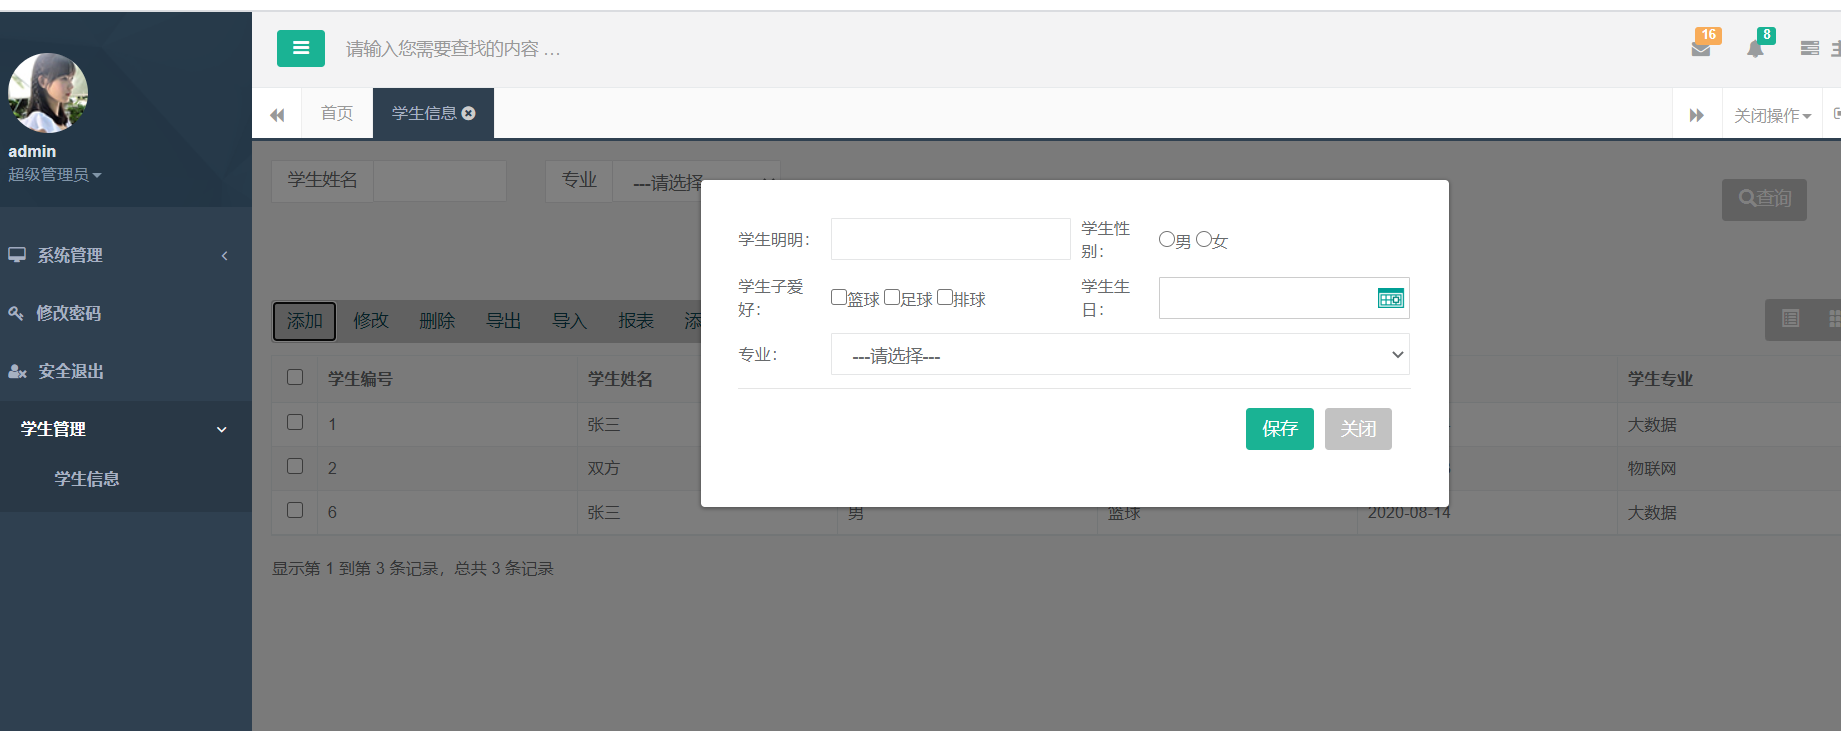 请输入您需要查找的内容 …
16
8
首页
学生信息
关闭操作
admin
超级管理员
系统管理
修改密码
安全退出
学生管理
学生信息
学生姓名
专业
---请选择
查询
学生明明：
学生性别：
男 女
学生子爱好：
篮球 足球 排球
学生生日：
专业：
---请选择---
保存 关闭
添加 修改 删除 导出 导入 报表 添
学生编号 学生姓名 学生专业
1 张三 大数据
2 双方 物联网
6 张三 男 篮球 2020-08-14 大数据
显示第 1 到第 3 条记录，总共 3 条记录